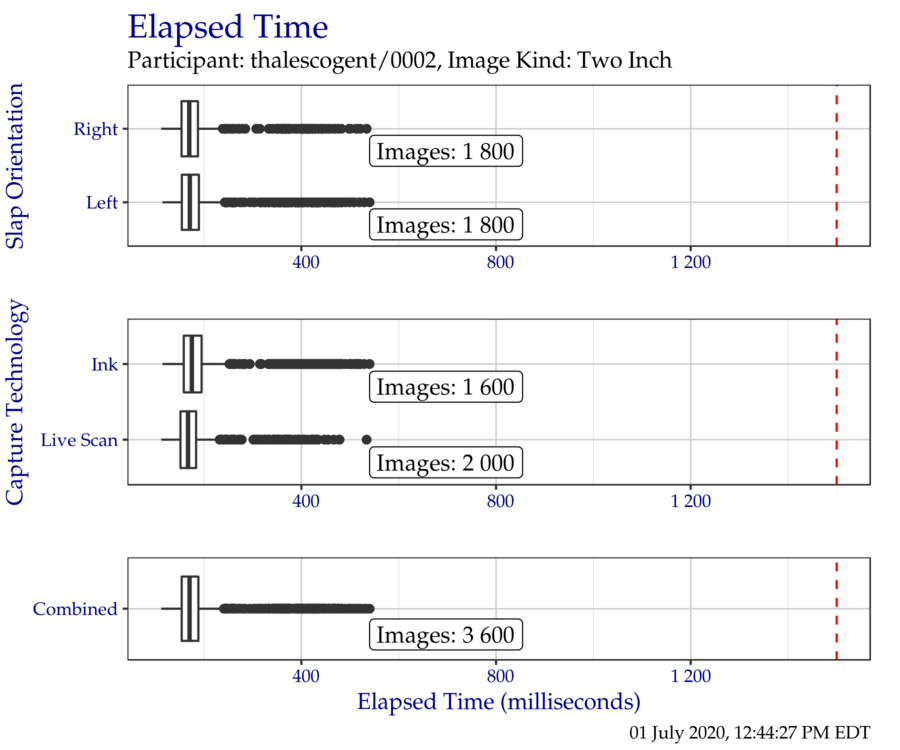 Elapsed Time
Participant: thalescogent/0002, Image Kind: Two Inch
Slap Orientation
Right
Images: 1 800
Left
Images: 1 800
400 800 1 200
Capture Technology
Ink
Images: 1 600
Live Scan
Images: 2 000
400 800 1 200
Combined
Images: 3 600
400 800 1 200
Elapsed Time (milliseconds)
01 July 2020, 12:44:27 PM EDT